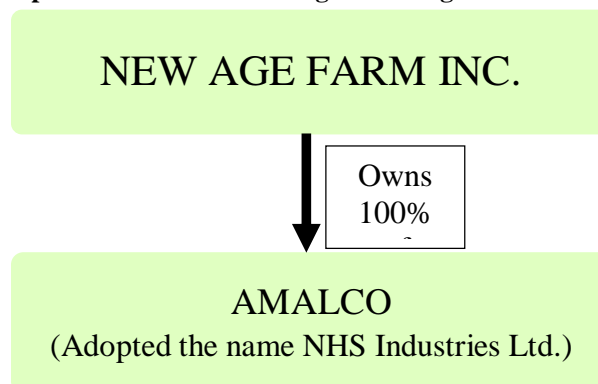 NEW AGE FARM INC.
Owns
100%
AMALCO
(Adopted the name NHS Industries Ltd.)